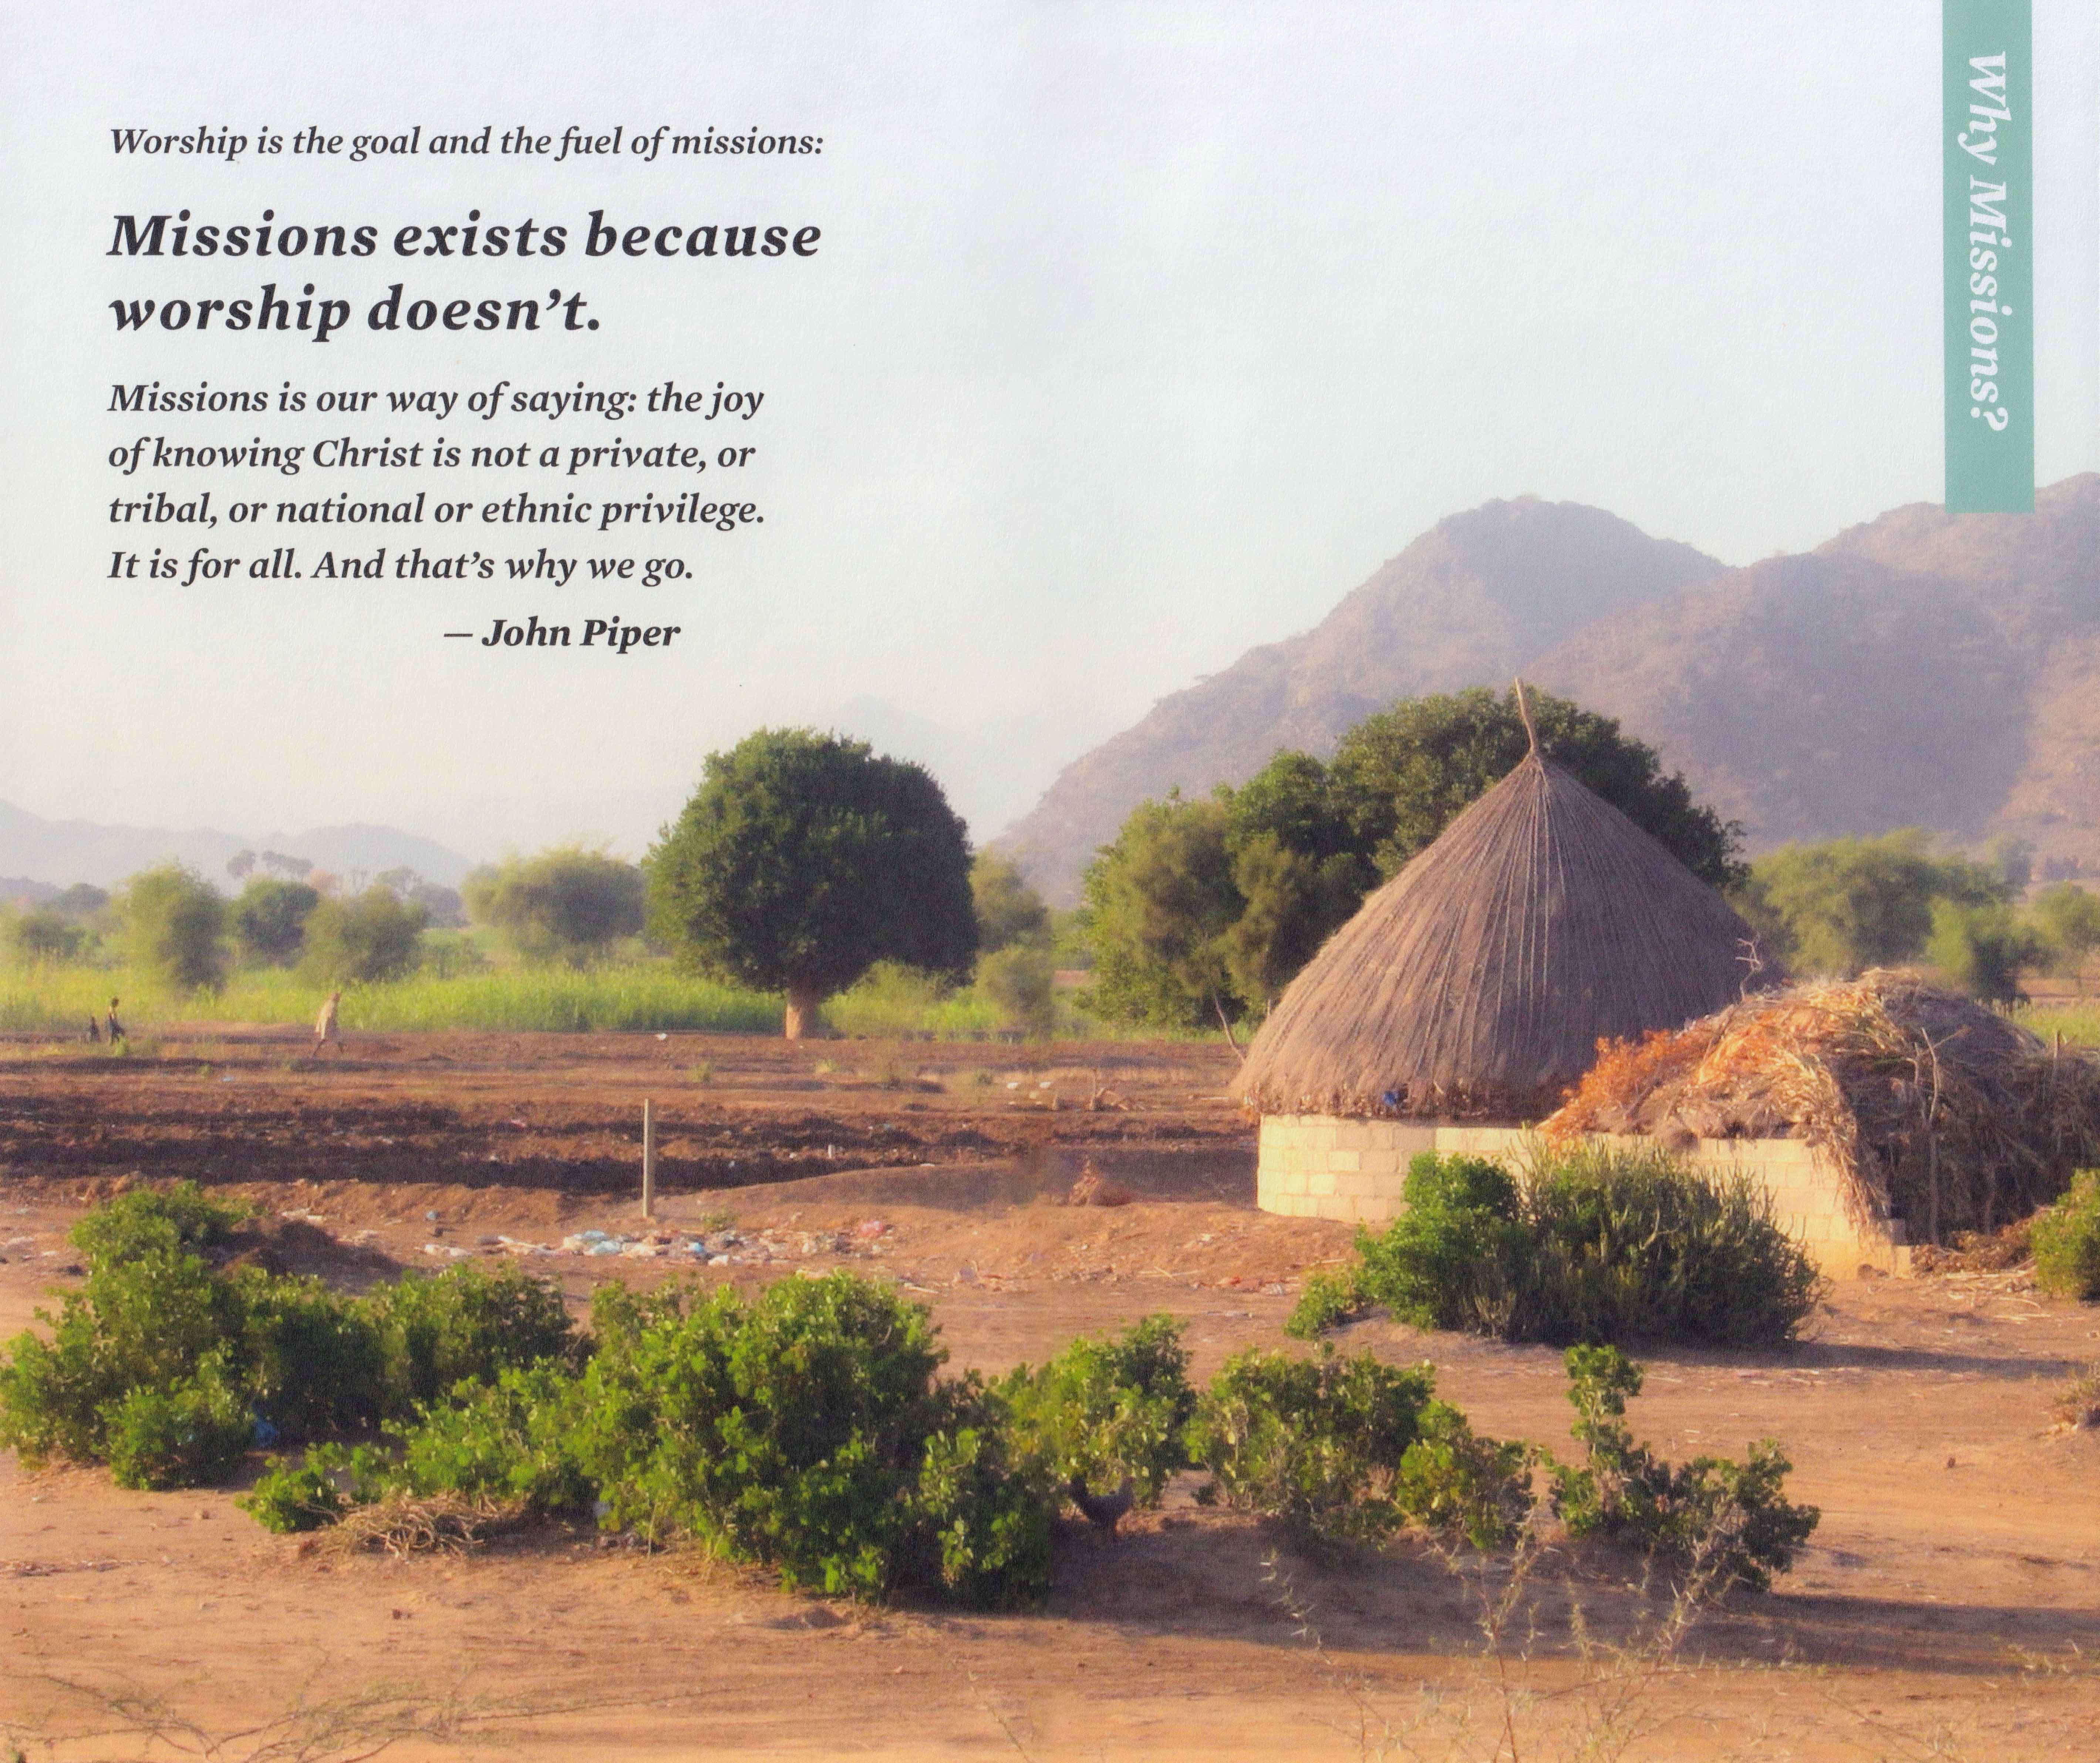 Worship is the goal and the fuel of missions:
Missions exists because
worship doesn’t.
Missions is our way of saying: the joy
of knowing Christ is not a private, or
tribal, or national or ethnic privilege.
It is for all. And that’s why we go.
— John Piper
Why Missions?